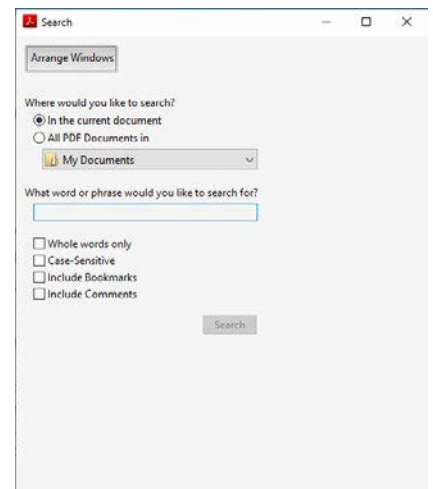 Search
Arrange Windows
Where would you like to search?
In the current document
All PDF Documents in
My Documents
What word or phrase would you like to search for?
Whole words only
Case-Sensitive
Include Bookmarks
Include Comments
Search